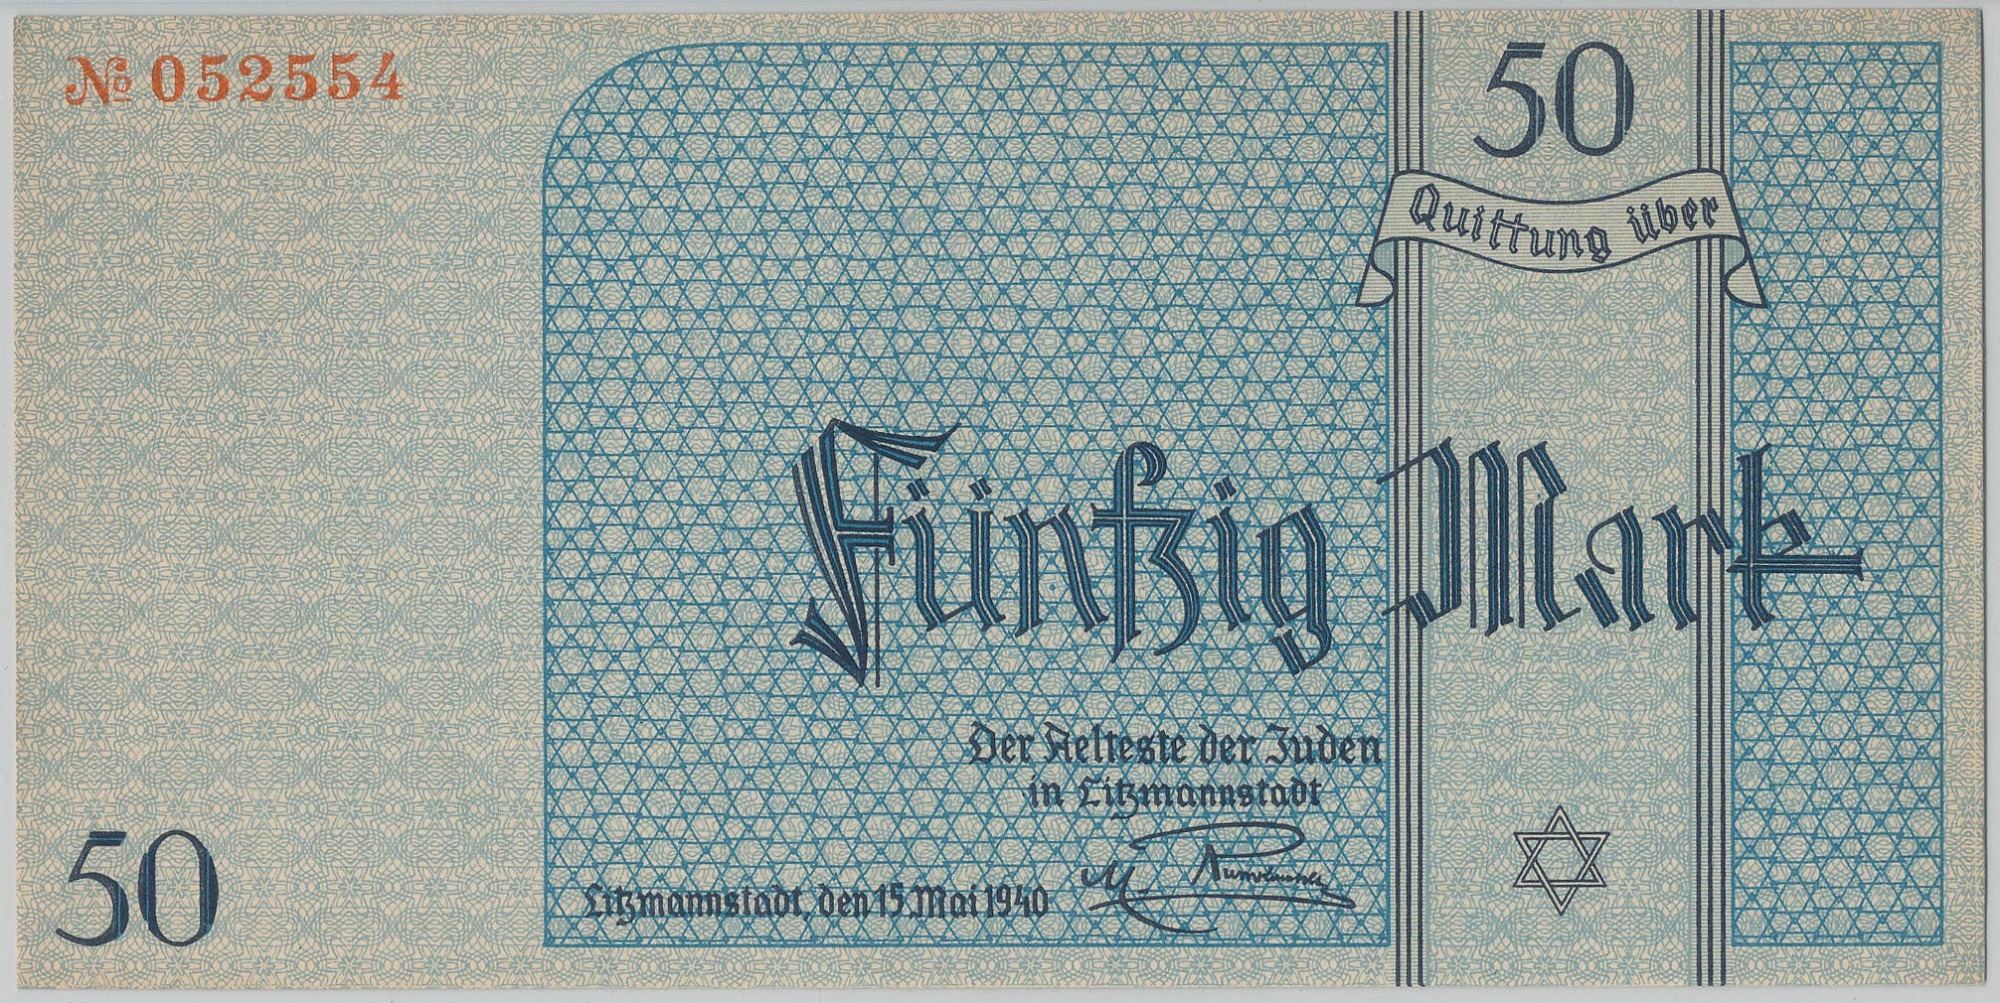 № 052554
50
Quittung über
Fünfzig Mark
Der Aelteste der Juden
in Litzmannstadt
Litzmannstadt, den 15. Mai 1940
M. Rumkowski
50